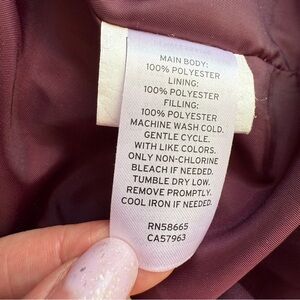 MAIN BODY:
100% POLYESTER
LINING:
100% POLYESTER
FILLING:
100% POLYESTER
MACHINE WASH COLD.
GENTLE CYCLE.
WITH LIKE COLORS.
ONLY NON-CHLORINE
BLEACH IF NEEDED.
TUMBLE DRY LOW.
REMOVE PROMPTLY.
COOL IRON IF NEEDED.
RN58665
CA57963